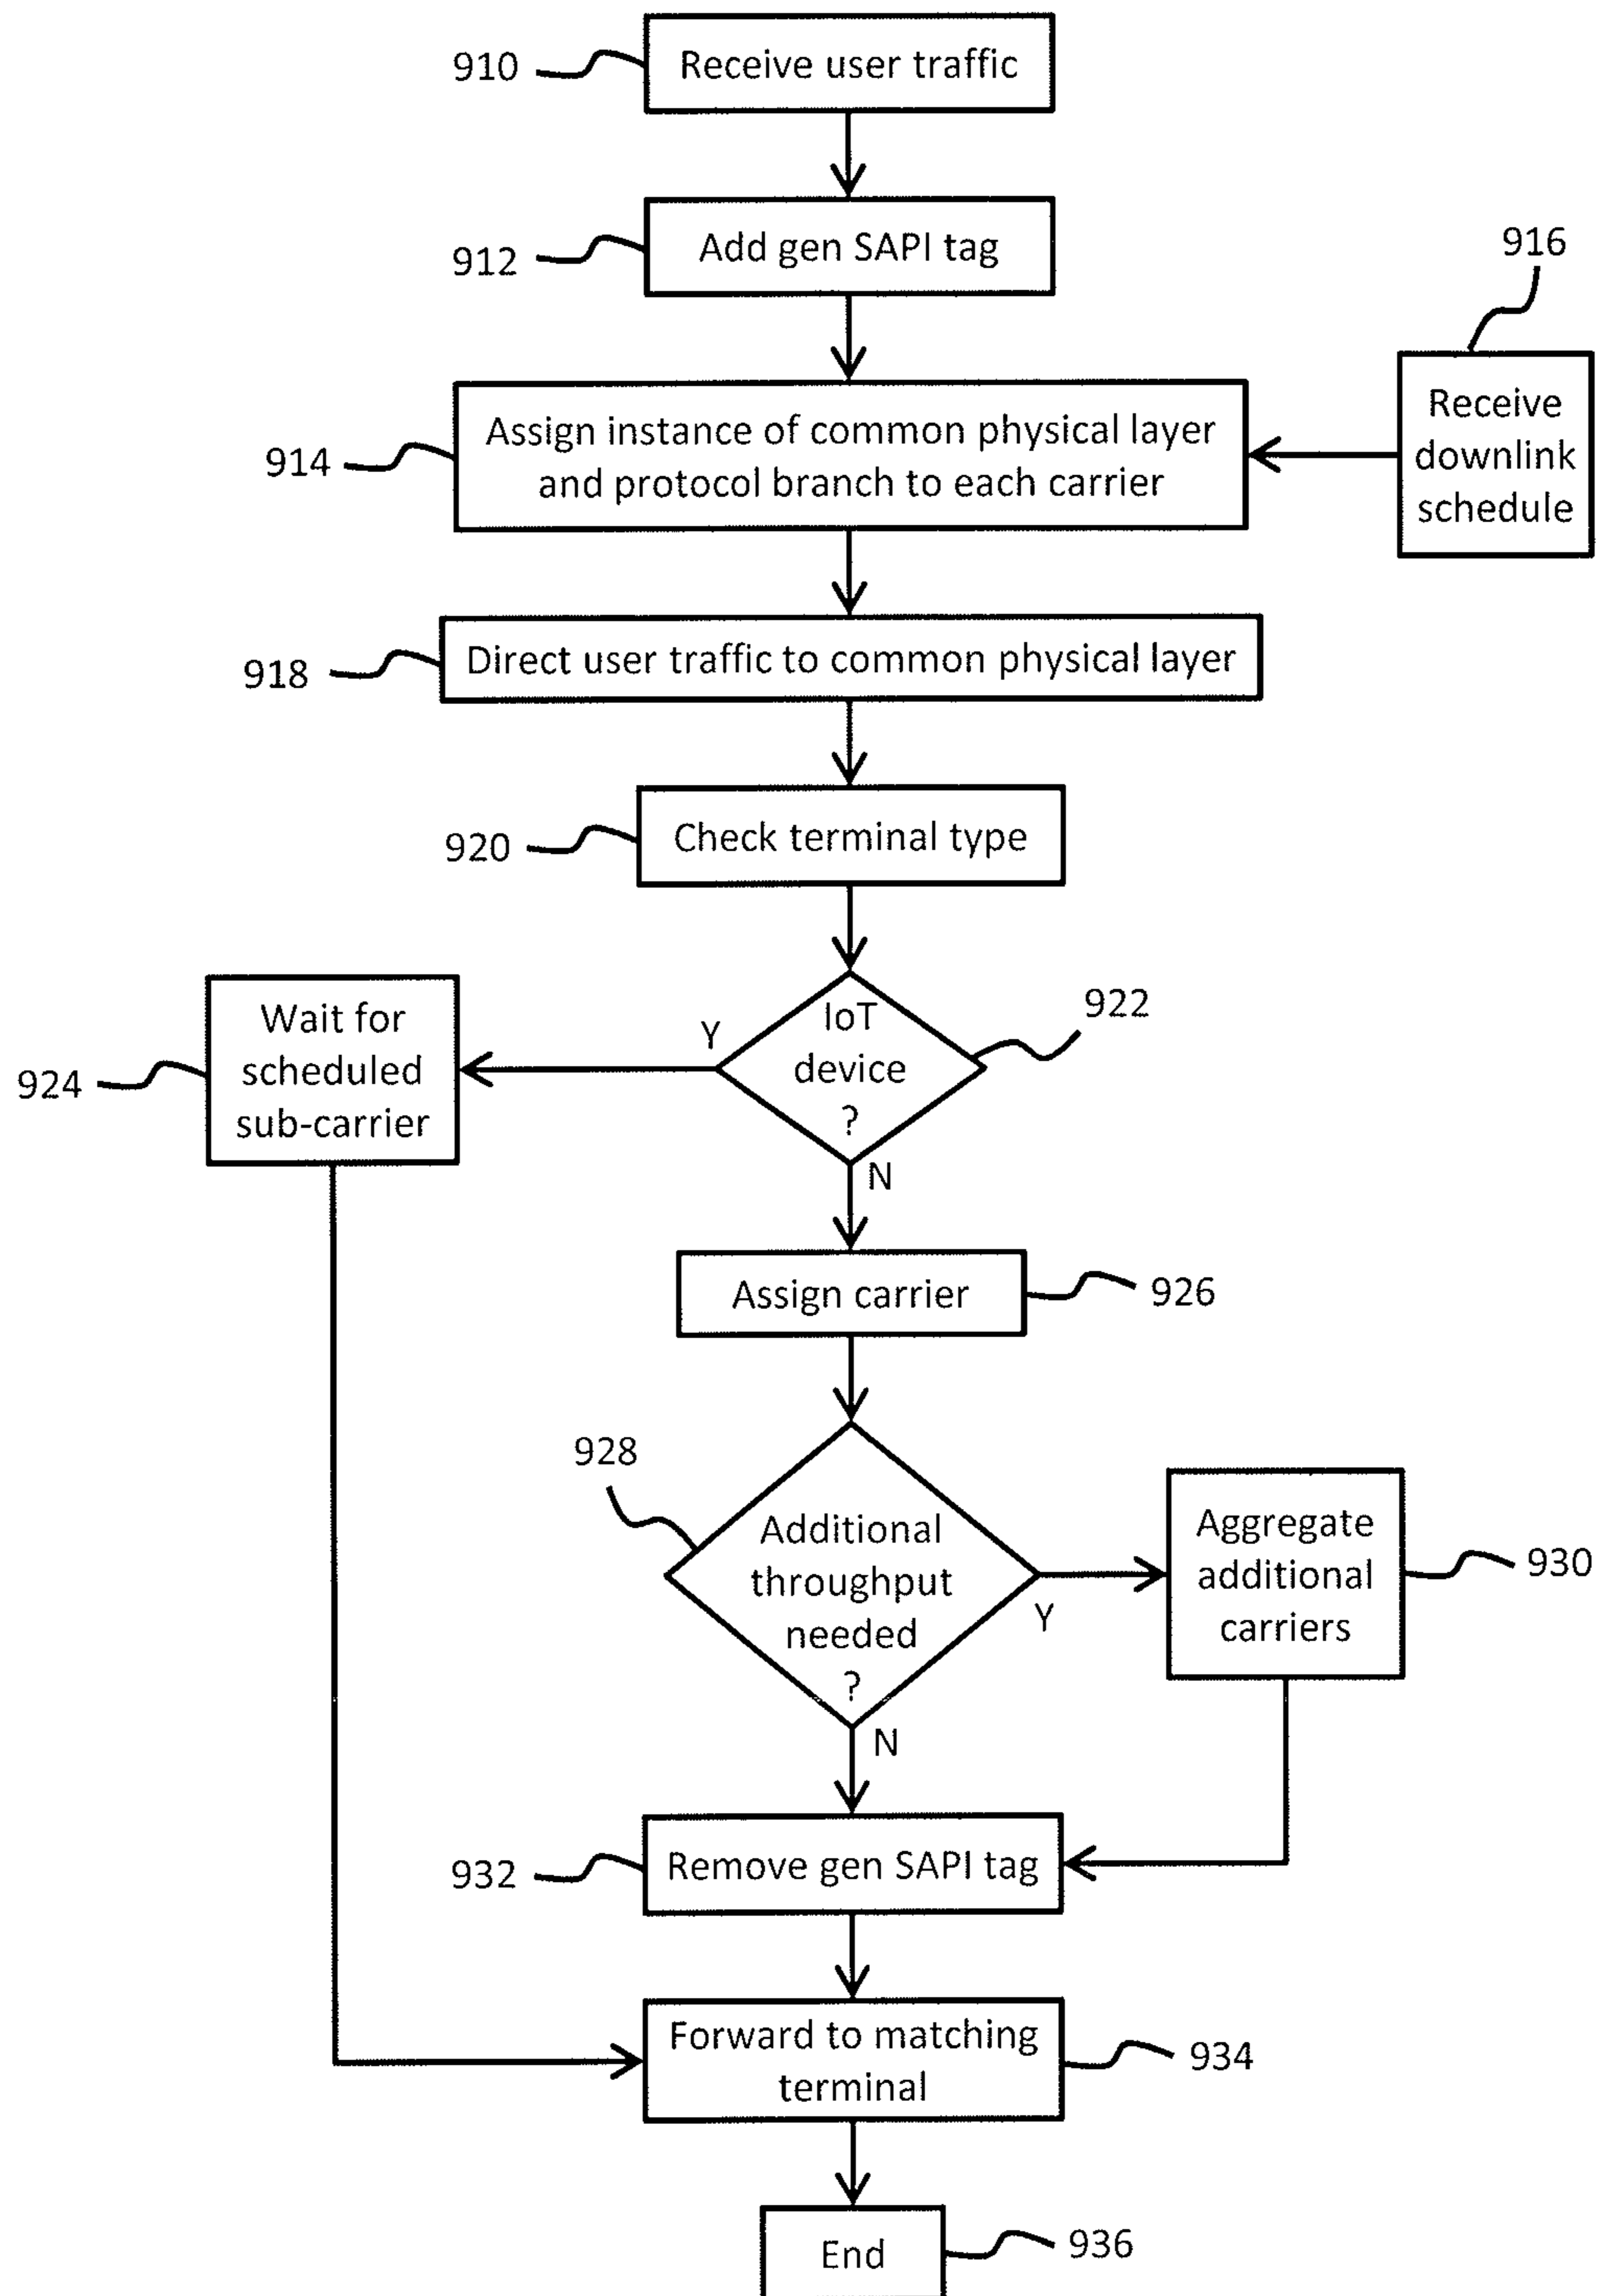 910
Receive user traffic
912
Add gen SAPI tag
916
Receive
downlink
schedule
914
Assign instance of common physical layer
and protocol branch to each carrier
918
Direct user traffic to common physical layer
920
Check terminal type
922
IoT
device
?
Y
N
924
Wait for
scheduled
sub-carrier
Assign carrier
926
928
Additional
throughput
needed
?
Y
N
Aggregate
additional
carriers
930
932
Remove gen SAPI tag
Forward to matching
terminal
934
End
936